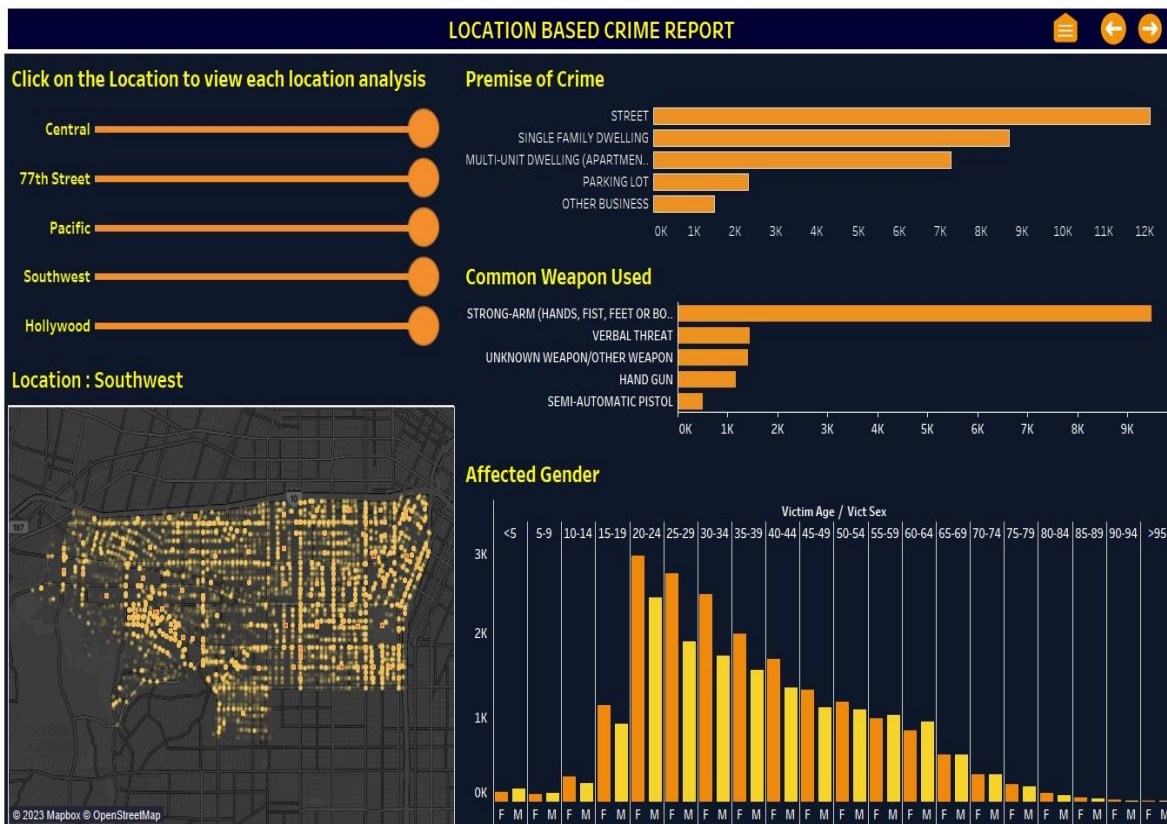 LOCATION BASED CRIME REPORT
Click on the Location to view each location analysis
Central
77th Street
Pacific
Southwest
Hollywood
Location : Southwest
10
187
© 2023 Mapbox © OpenStreetMap
Premise of Crime
STREET
SINGLE FAMILY DWELLING
MULTI-UNIT DWELLING (APARTMEN..
PARKING LOT
OTHER BUSINESS
0K 1K 2K 3K 4K 5K 6K 7K 8K 9K 10K 11K 12K
Common Weapon Used
STRONG-ARM (HANDS, FIST, FEET OR BO..
VERBAL THREAT
UNKNOWN WEAPON/OTHER WEAPON
HAND GUN
SEMI-AUTOMATIC PISTOL
0K 1K 2K 3K 4K 5K 6K 7K 8K 9K
Affected Gender
Victim Age / Vict Sex
<5 5-9 10-14 15-19 20-24 25-29 30-34 35-39 40-44 45-49 50-54 55-59 60-64 65-69 70-74 75-79 80-84 85-89 90-94 >95
3K
2K
1K
0K
F M F M F M F M F M F M F M F M F M F M F M F M F M F M F M F M F M F M F M F M